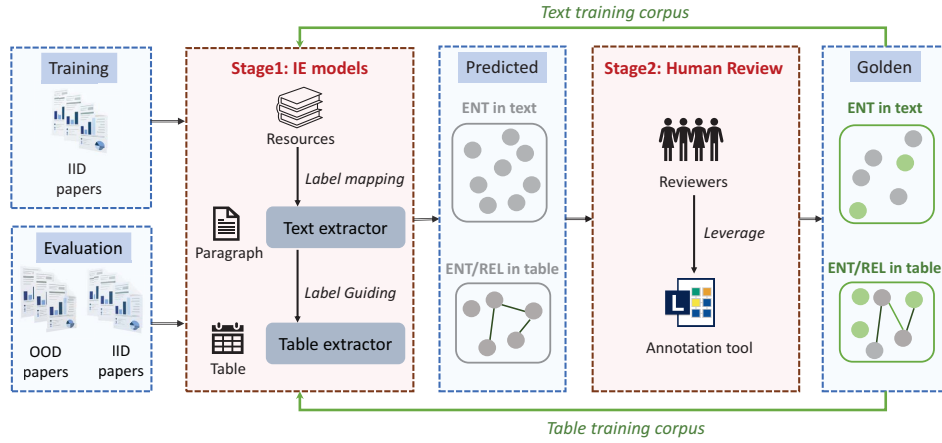 Text training corpus
Training
IID
papers
Evaluation
OOD
papers
IID
papers
Stage1: IE models
Resources
Label mapping
Paragraph
Text extractor
Label Guiding
Table
Table extractor
Predicted
ENT in text
ENT/REL in table
Stage2: Human Review
Reviewers
Leverage
L
Annotation tool
Golden
ENT in text
ENT/REL in table
Table training corpus